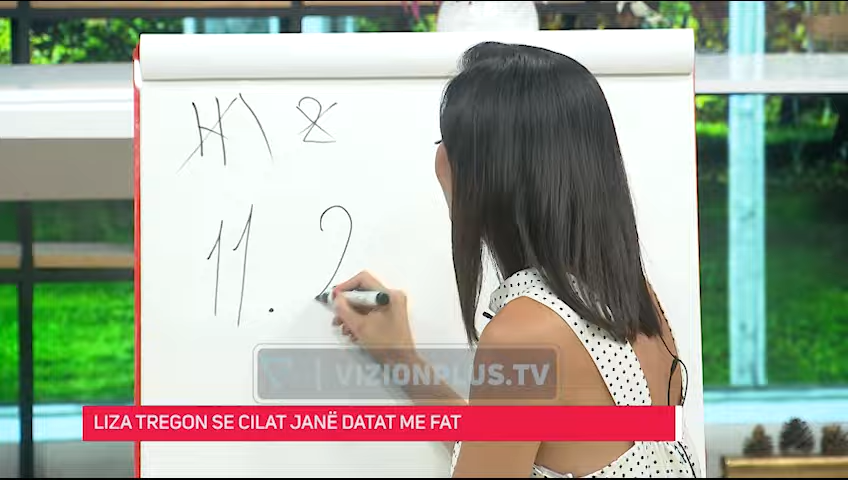 11. 2
VIZIONPLUS.TV
LIZA TREGON SE CILAT JANË DATAT ME FAT